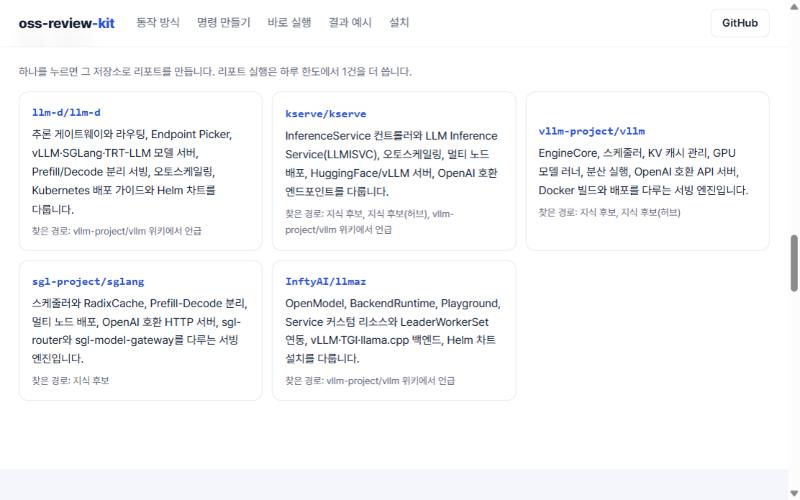 oss-review-kit 동작 방식 명령 만들기 바로 실행 결과 예시 설치 GitHub
하나를 누르면 그 저장소로 리포트를 만듭니다. 리포트 실행은 하루 한도에서 1건을 더 씁니다.
llm-d/llm-d
추론 게이트웨이와 라우팅, Endpoint Picker,
vLLM·SGLang·TRT-LLM 모델 서버,
Prefill/Decode 분리 서빙, 오토스케일링,
Kubernetes 배포 가이드와 Helm 차트를
다룹니다.
찾은 경로: vllm-project/vllm 위키에서 언급
kserve/kserve
InferenceService 컨트롤러와 LLM Inference
Service(LLMISVC), 오토스케일링, 멀티 노드
배포, HuggingFace/vLLM 서버, OpenAI 호환
엔드포인트를 다룹니다.
찾은 경로: 지식 후보, 지식 후보(허브), vllm-
project/vllm 위키에서 언급
vllm-project/vllm
EngineCore, 스케줄러, KV 캐시 관리, GPU
모델 러너, 분산 실행, OpenAI 호환 API 서버,
Docker 빌드와 배포를 다루는 서빙 엔진입니다.
찾은 경로: 지식 후보, 지식 후보(허브)
sgl-project/sglang
스케줄러와 RadixCache, Prefill-Decode 분리,
멀티 노드 배포, OpenAI 호환 HTTP 서버, sgl-
router와 sgl-model-gateway를 다루는 서빙
엔진입니다.
찾은 경로: 지식 후보
InftyAI/llmaz
OpenModel, BackendRuntime, Playground,
Service 커스텀 리소스와 LeaderWorkerSet
연동, vLLM·TGI·llama.cpp 백엔드, Helm 차트
설치를 다룹니다.
찾은 경로: vllm-project/vllm 위키에서 언급